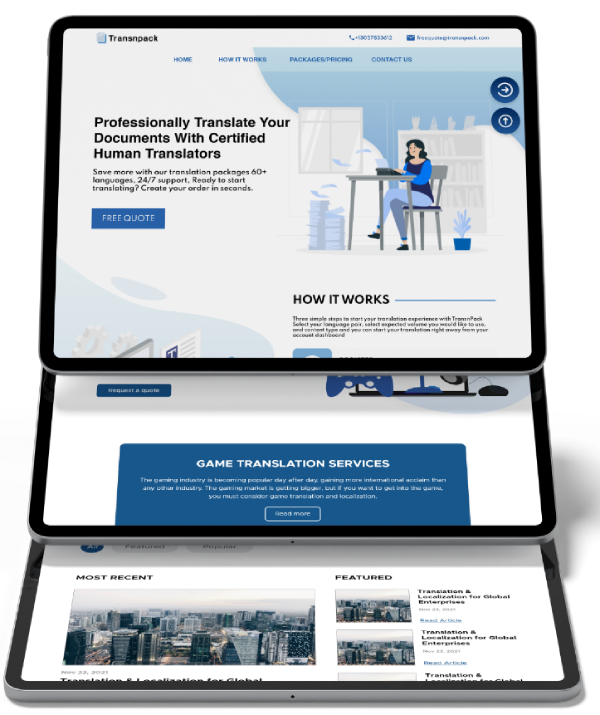 Transnpack
+18037833612 freequote@transnpack.com
HOME HOW IT WORKS PACKAGES/PRICING CONTACT US
Professionally Translate Your
Documents With Certified
Human Translators
Save more with our translation packages 60+
languages, 24/7 support, Ready to start
translating? Create your order in seconds.
FREE QUOTE
HOW IT WORKS
Three simple steps to start your translation experience with TransnPack
Select your language pair, select expected volume you would like to use,
and content type and you can start your translation right away from your
account dashboard
T
Request a quote
GAME TRANSLATION SERVICES
The gaming industry is becoming popular day after day, gaining more international acclaim than
any other industry. The gaming market is getting bigger, but if you want to get into the game,
you must consider game translation and localization.
Read more
All Featured Popular
MOST RECENT
FEATURED
Translation &
Localization for Global
Enterprises
Nov 23, 2021
Read Article
Translation &
Localization for Global
Enterprises
Nov 23, 2021
Read Article
Translation &
Nov 23, 2021
Translation & Localization for Global